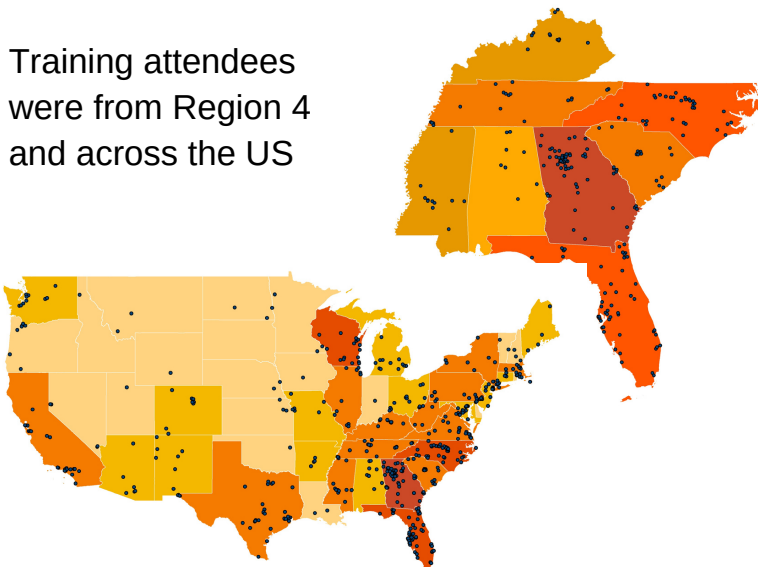 Training attendees
were from Region 4
and across the US